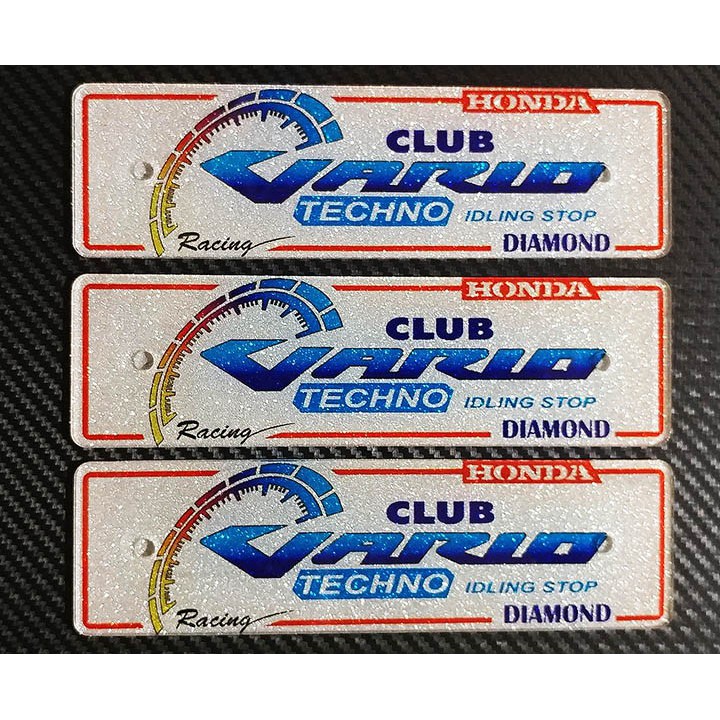 HONDA
CLUB
VARIO
TECHNO IDLING STOP
Racing DIAMOND
HONDA
CLUB
VARIO
TECHNO IDLING STOP
Racing DIAMOND
HONDA
CLUB
VARIO
TECHNO IDLING STOP
Racing DIAMOND